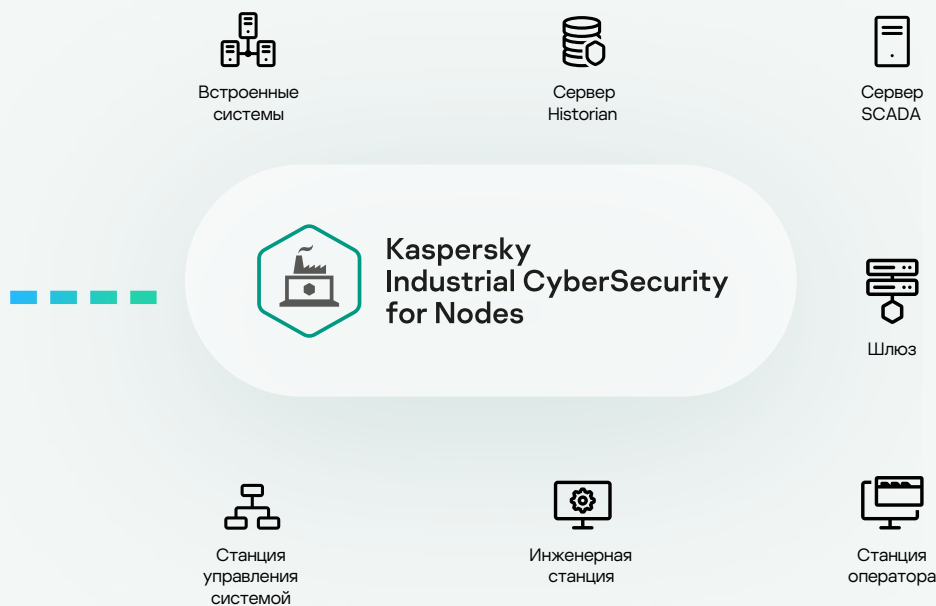 Встроенные
системы
Сервер
Historian
Сервер
SCADA
Kaspersky
Industrial CyberSecurity
for Nodes
Шлюз
Станция
управления
системой
Инженерная
станция
Станция
оператора